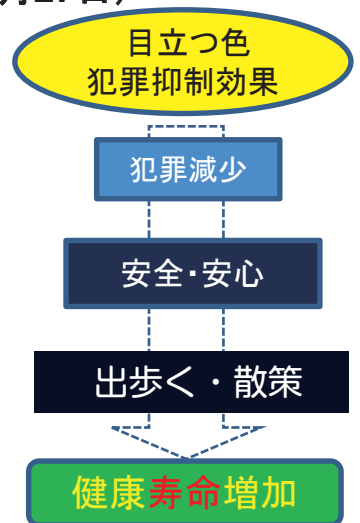 目立つ色
犯罪抑制効果
犯罪減少
安全・安心
出歩く・散策
健康寿命増加